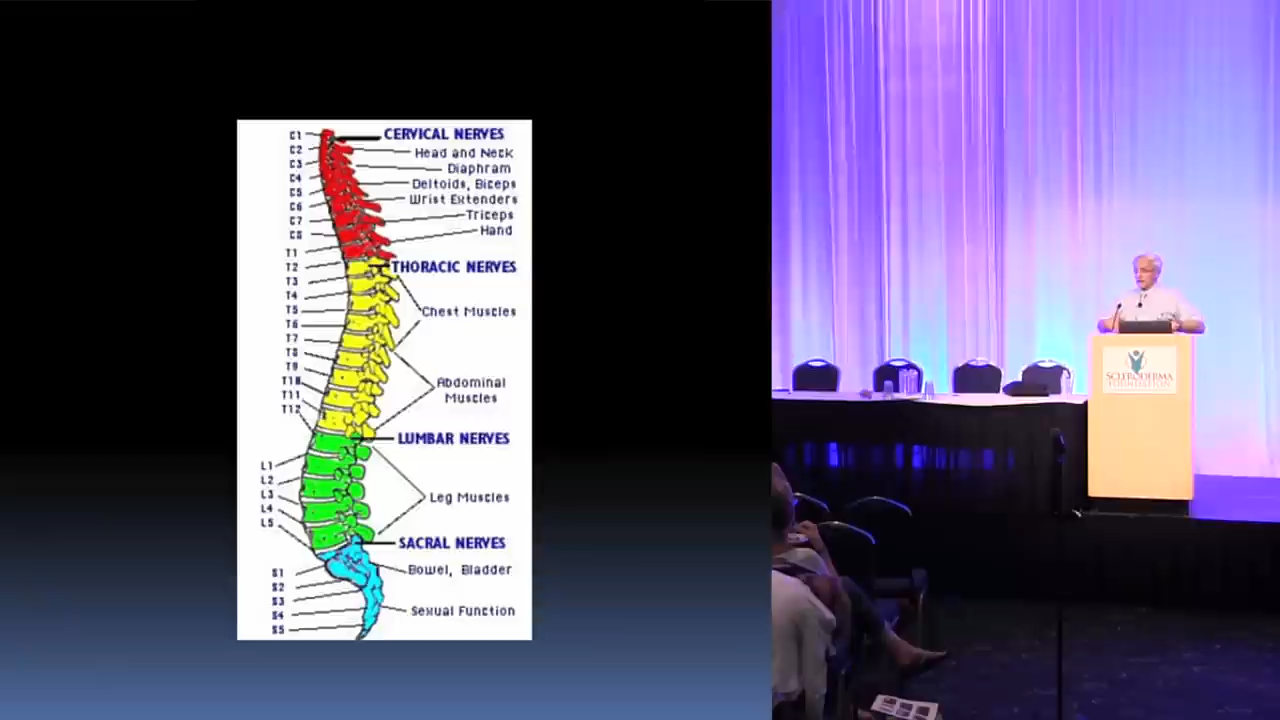 C1
C2
C3
C4
C5
C6
C7
C8
T1
T2
T3
T4
T5
T6
T7
T8
T9
T10
T11
T12
L1
L2
L3
L4
L5
S1
S2
S3
S4
S5
CERVICAL NERVES
Head and Neck
Diaphram
Deltoids, Biceps
Wrist Extenders
Triceps
Hand
THORACIC NERVES
Chest Muscles
Abdominal
Muscles
LUMBAR NERVES
Leg Muscles
SACRAL NERVES
Bowel, Bladder
Sexual Function
SCLERODERMA
FOUNDATION